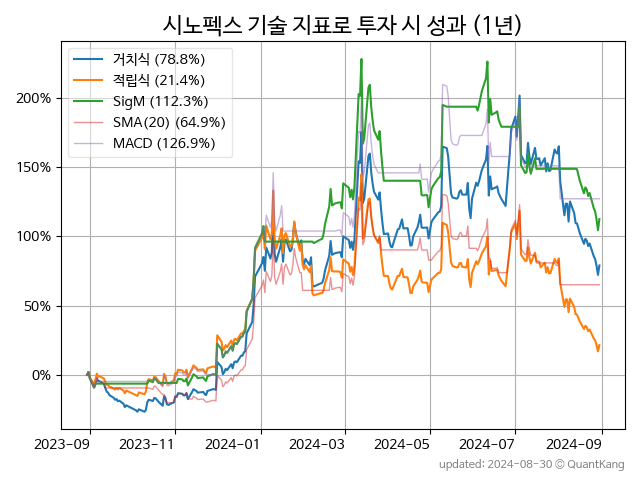 시노펙스 기술 지표로 투자 시 성과 (1년)
거치식 (78.8%)
적립식 (21.4%)
SigM (112.3%)
SMA(20) (64.9%)
MACD (126.9%)
200%
150%
100%
50%
0%
2023-09 2023-11 2024-01 2024-03 2024-05 2024-07 2024-09
updated: 2024-08-30 © QuantKang